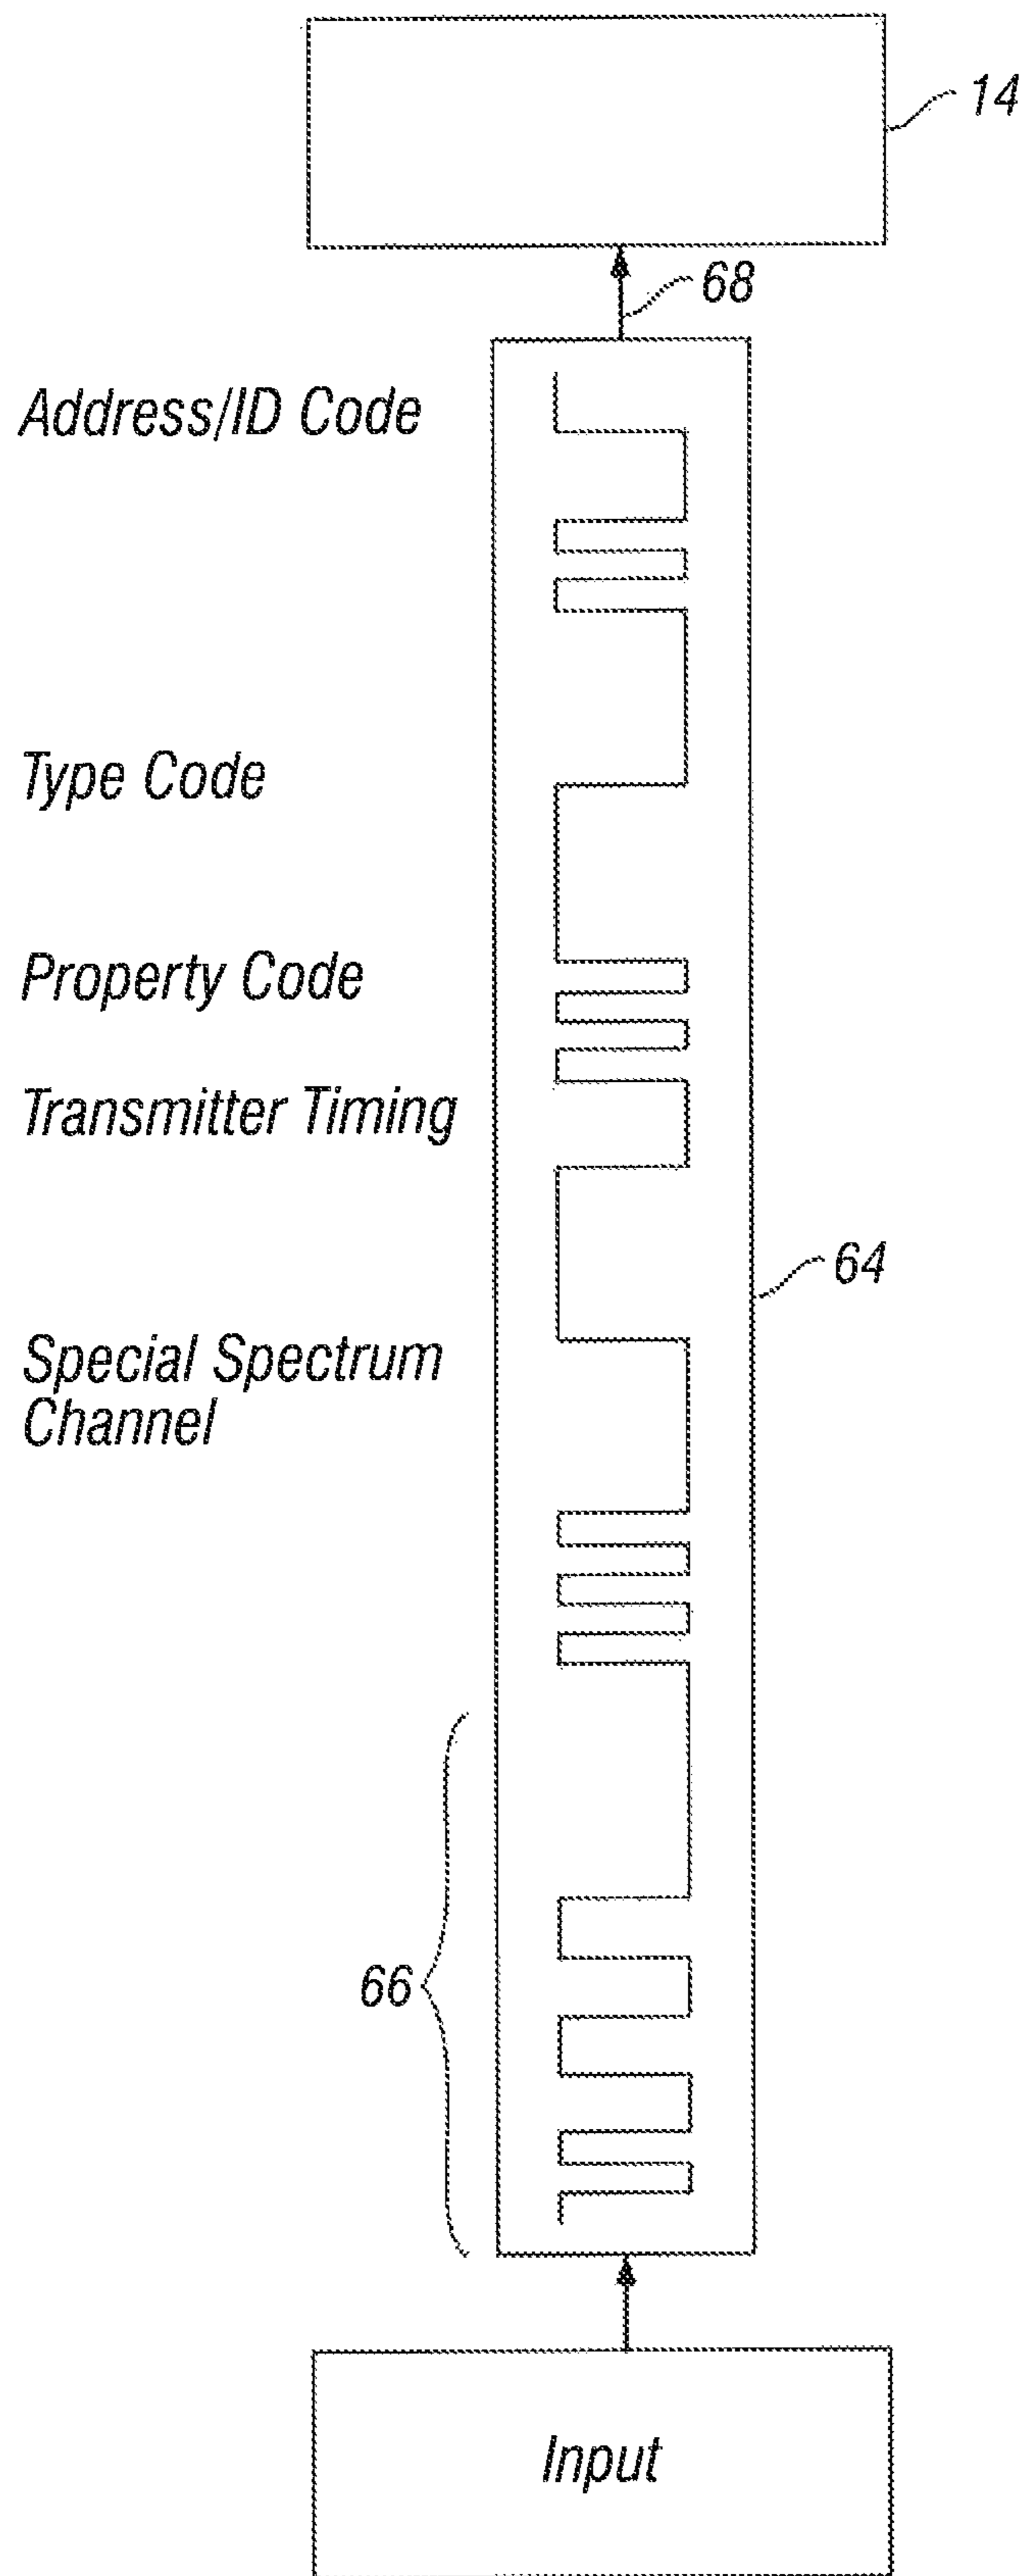 14
68
Address/ID Code
Type Code
Property Code
Transmitter Timing
64
Special Spectrum
Channel
66
Input